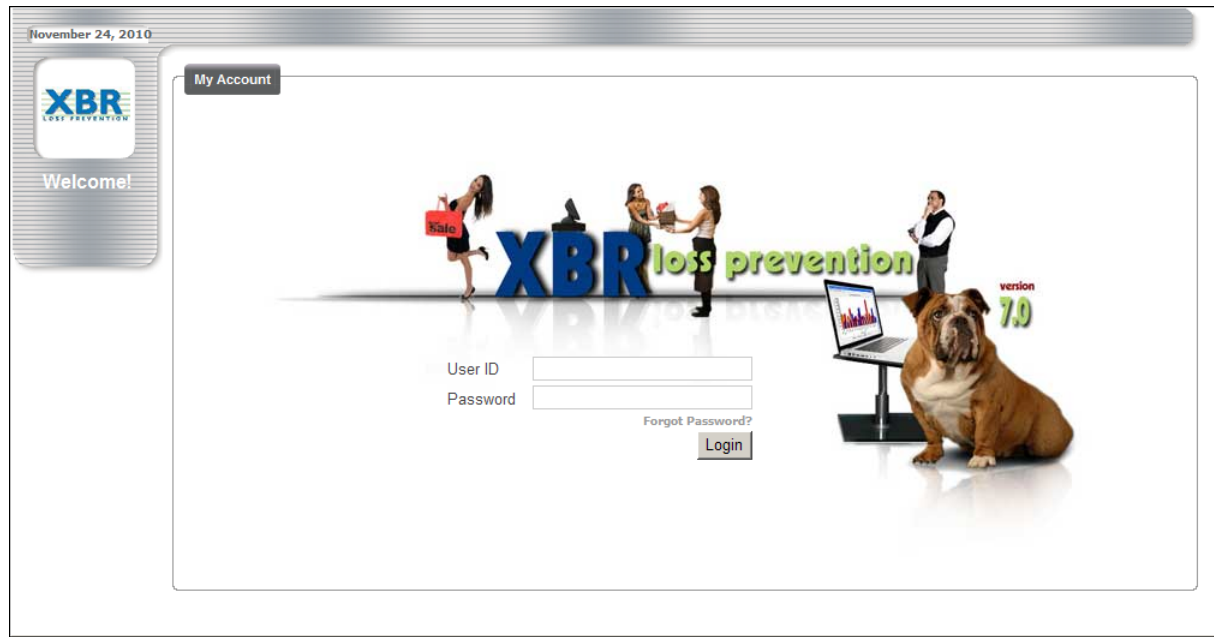 November 24, 2010
XBR
LOSS PREVENTION
Welcome!
My Account
Sale
XBR loss prevention
version
7.0
User ID
Password
Forgot Password?
Login